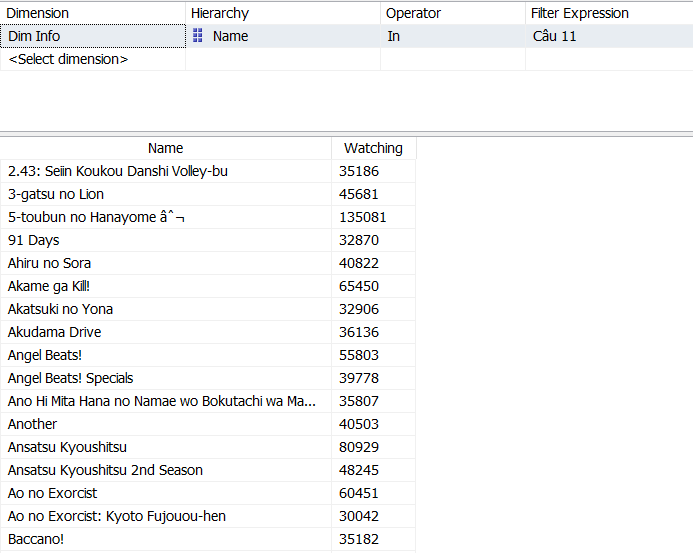 Dimension Hierarchy Operator Filter Expression
Dim Info Name In Câu 11
<Select dimension>
Name Watching
2.43: Seiin Koukou Danshi Volley-bu 35186
3-gatsu no Lion 45681
5-toubun no Hanayome âˆ¬ 135081
91 Days 32870
Ahiru no Sora 40822
Akame ga Kill! 65450
Akatsuki no Yona 32906
Akudama Drive 36136
Angel Beats! 55803
Angel Beats! Specials 39778
Ano Hi Mita Hana no Namae wo Bokutachi wa Ma... 35807
Another 40503
Ansatsu Kyoushitsu 80929
Ansatsu Kyoushitsu 2nd Season 48245
Ao no Exorcist 60451
Ao no Exorcist: Kyoto Fujouou-hen 30042
Baccano! 35182